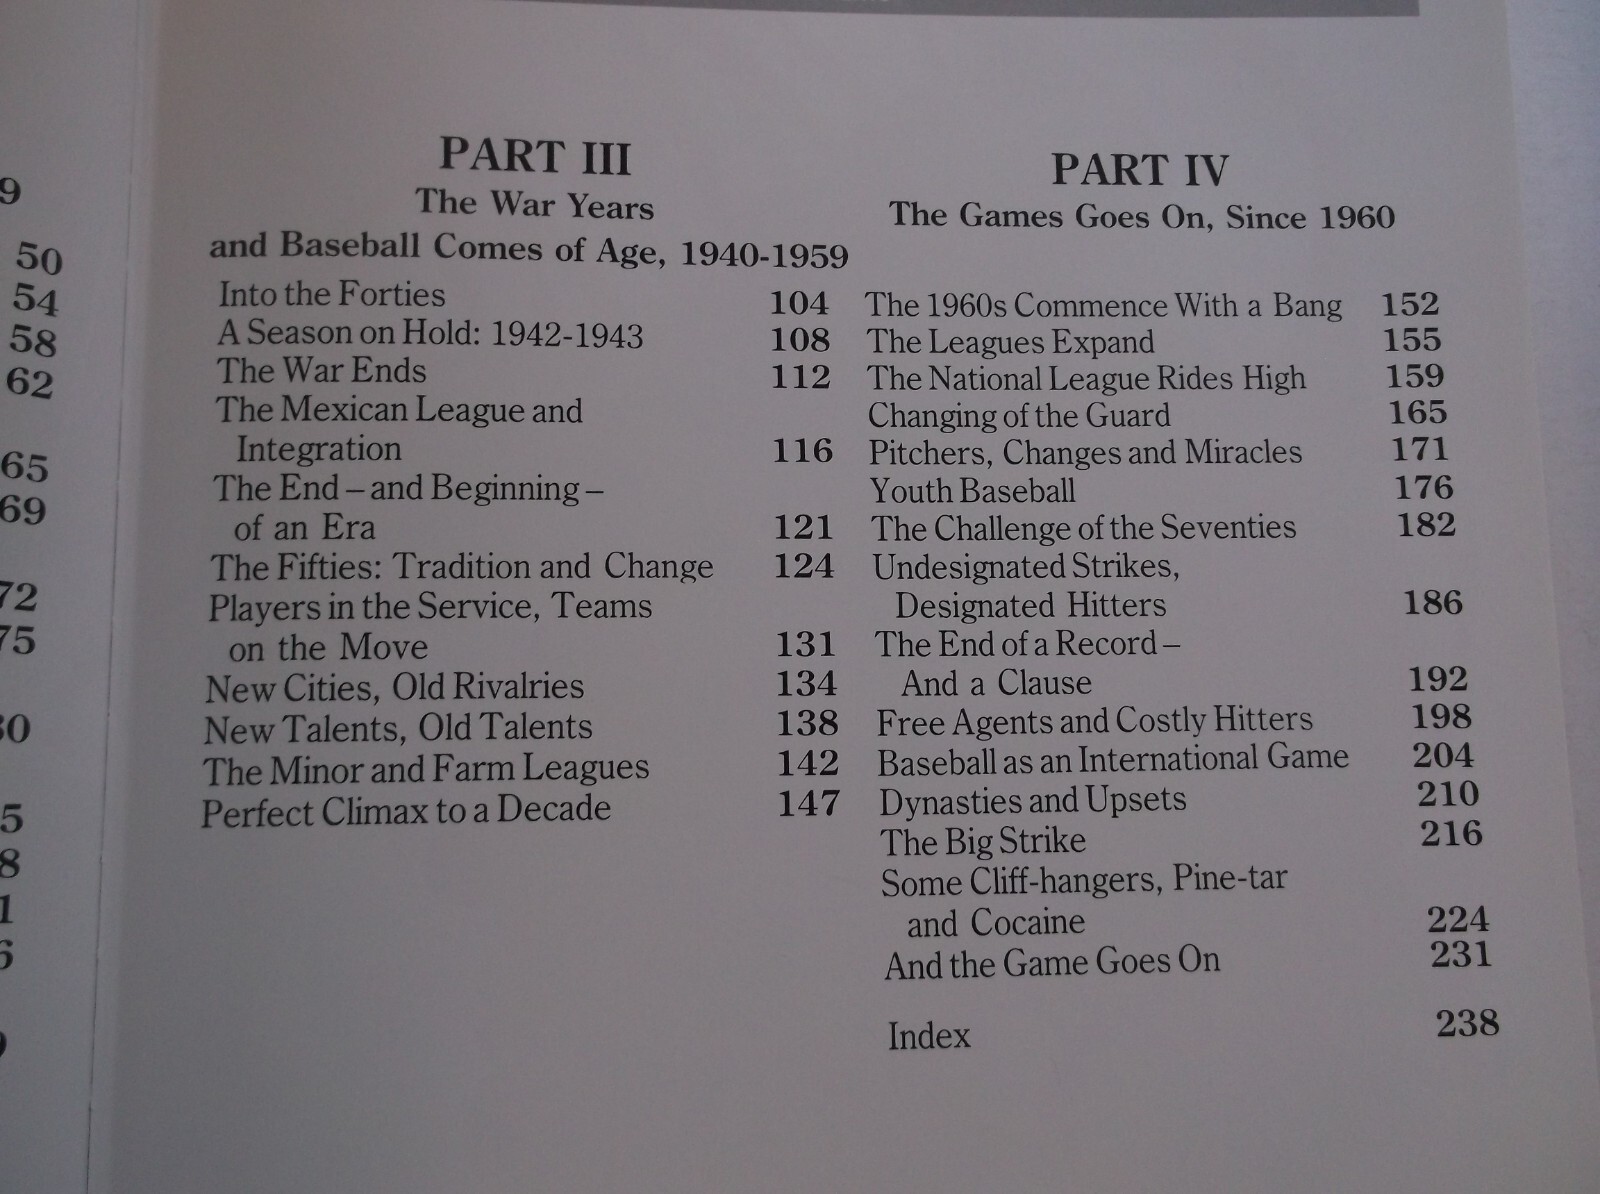 9
50
54
58
62
65
69
72
75
30
5
8
1
6
PART III
The War Years
and Baseball Comes of Age, 1940-1959
Into the Forties 104
A Season on Hold: 1942-1943 108
The War Ends 112
The Mexican League and
Integration 116
The End – and Beginning –
of an Era 121
The Fifties: Tradition and Change 124
Players in the Service, Teams
on the Move 131
New Cities, Old Rivalries 134
New Talents, Old Talents 138
The Minor and Farm Leagues 142
Perfect Climax to a Decade 147
PART IV
The Games Goes On, Since 1960
The 1960s Commence With a Bang 152
The Leagues Expand 155
The National League Rides High 159
Changing of the Guard 165
Pitchers, Changes and Miracles 171
Youth Baseball 176
The Challenge of the Seventies 182
Undesignated Strikes,
Designated Hitters 186
The End of a Record –
And a Clause 192
Free Agents and Costly Hitters 198
Baseball as an International Game 204
Dynasties and Upsets 210
The Big Strike 216
Some Cliff-hangers, Pine-tar
and Cocaine 224
And the Game Goes On 231
Index 238